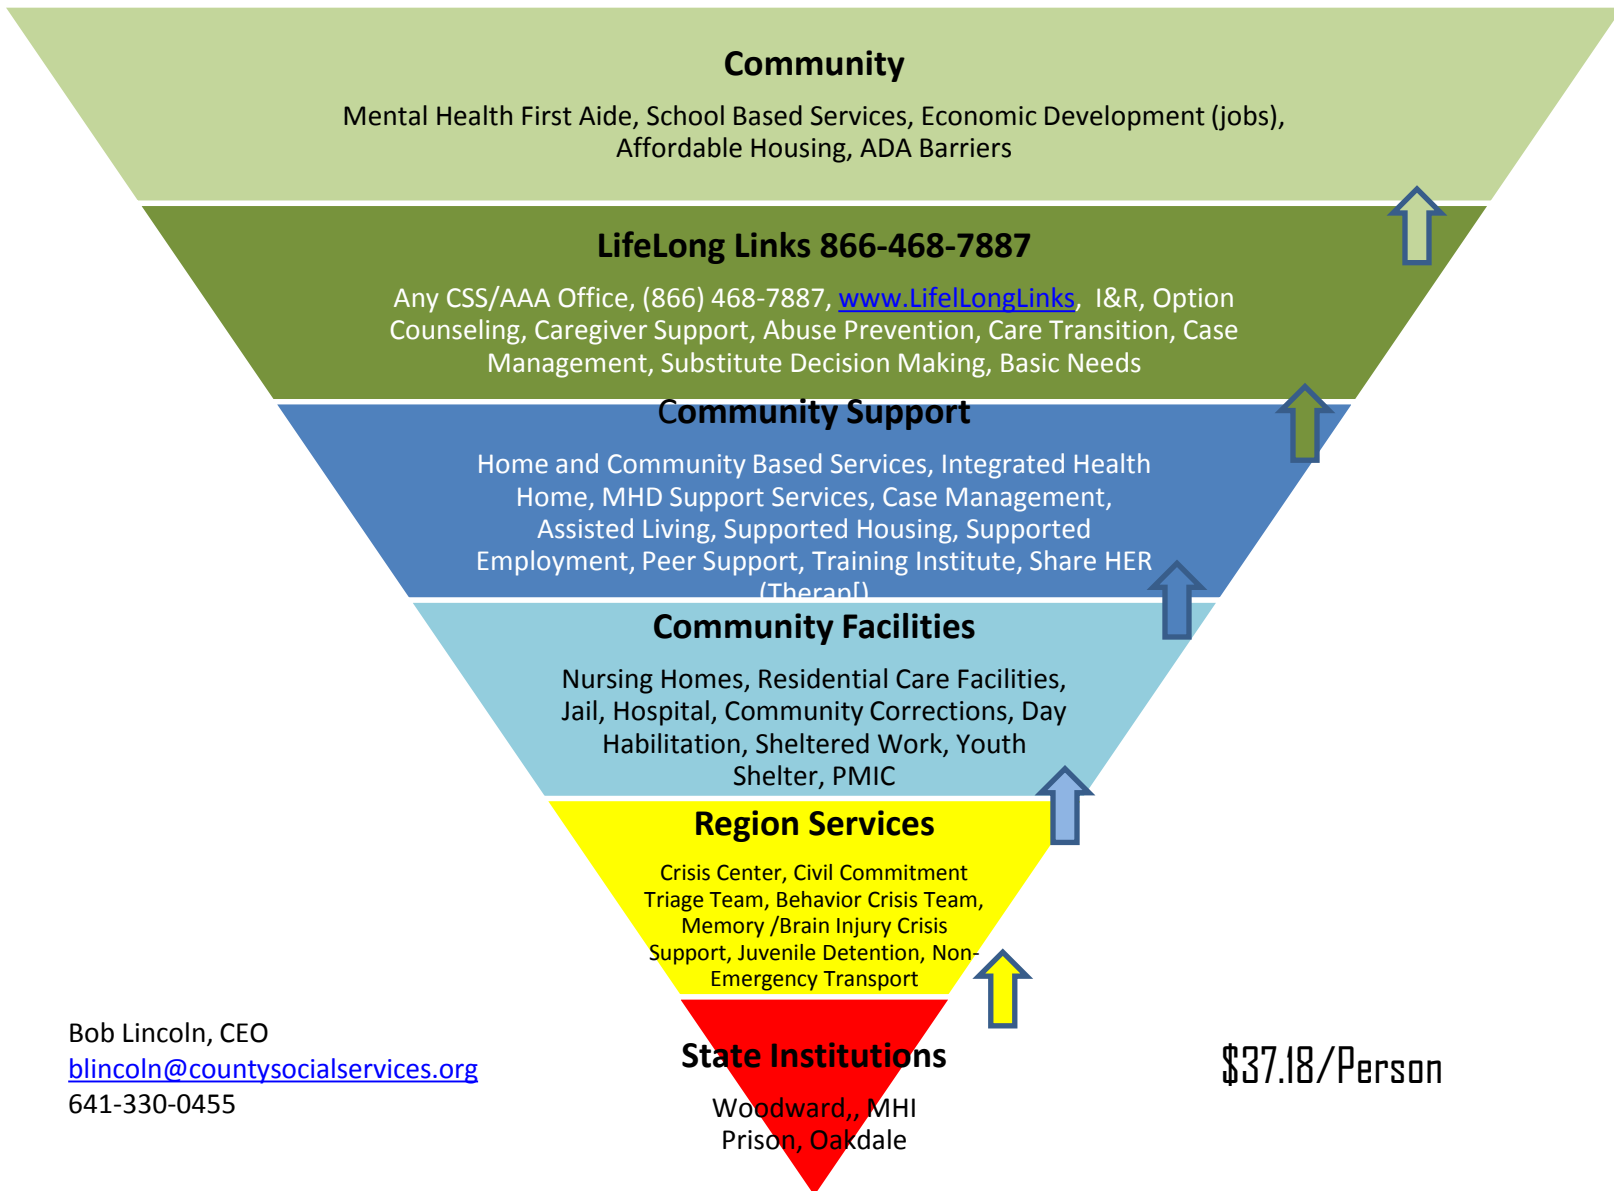 Community
Mental Health First Aide, School Based Services, Economic Development (jobs),
Affordable Housing, ADA Barriers
LifeLong Links 866-468-7887
Any CSS/AAA Office, (866) 468-7887, www.LifelLongLinks, I&R, Option
Counseling, Caregiver Support, Abuse Prevention, Care Transition, Case
Management, Substitute Decision Making, Basic Needs
Community Support
Home and Community Based Services, Integrated Health
Home, MHD Support Services, Case Management,
Assisted Living, Supported Housing, Supported
Employment, Peer Support, Training Institute, Share HER
(Therap[)
Community Facilities
Nursing Homes, Residential Care Facilities,
Jail, Hospital, Community Corrections, Day
Habilitation, Sheltered Work, Youth
Shelter, PMIC
Region Services
Crisis Center, Civil Commitment
Triage Team, Behavior Crisis Team,
Memory /Brain Injury Crisis
Support, Juvenile Detention, Non-
Emergency Transport
State Institutions
Woodward,, MHI
Prison, Oakdale
Bob Lincoln, CEO
blincoln@countysocialservices.org
641-330-0455
$37.18/Person